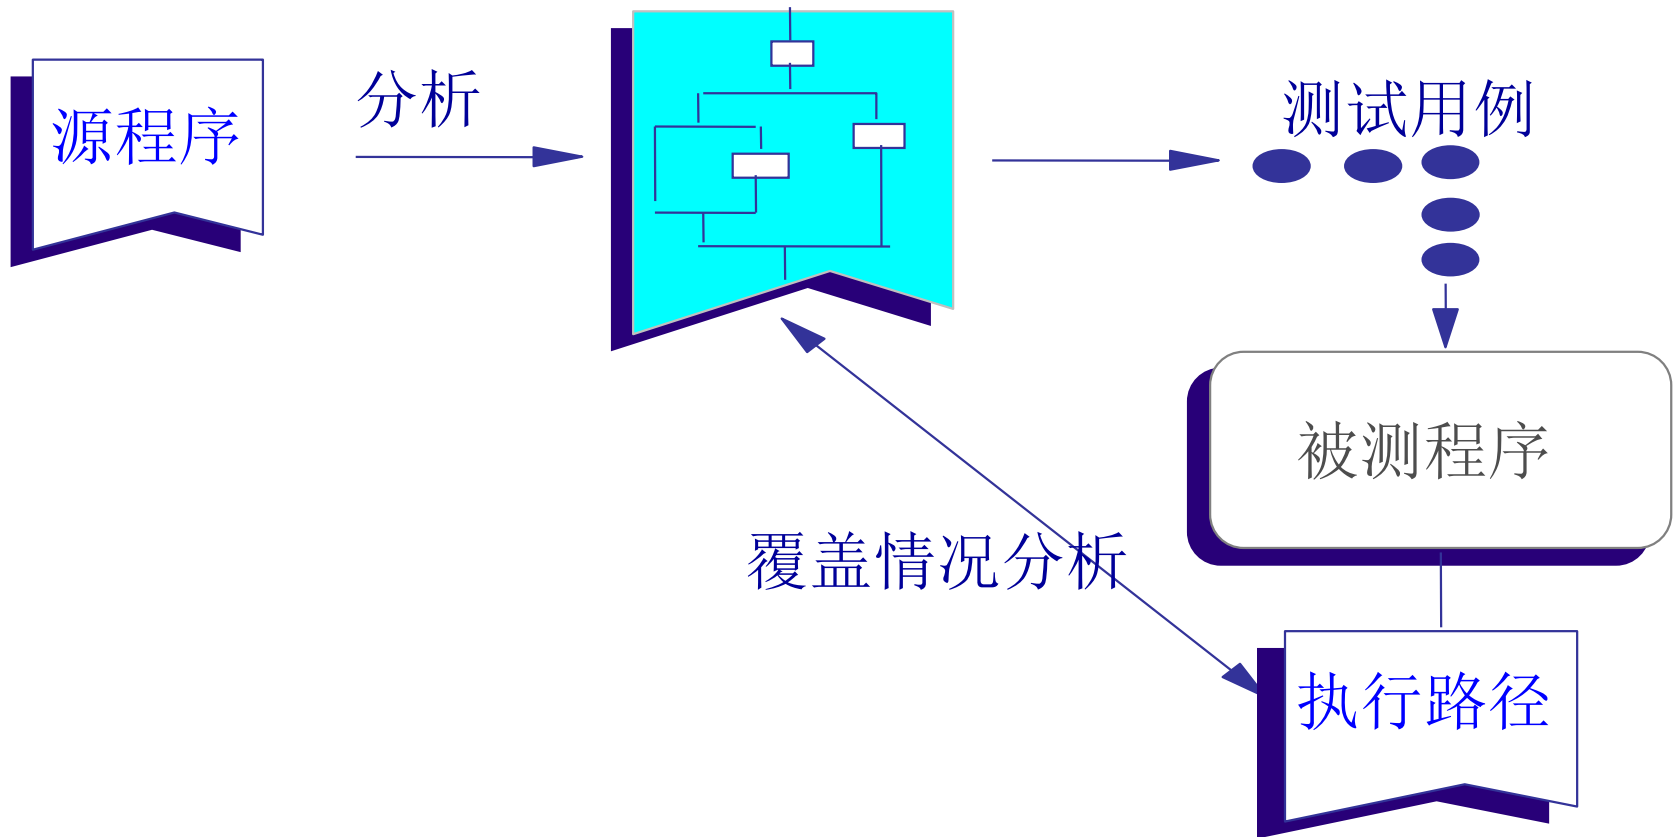 源程序
分析
测试用例
被测程序
覆盖情况分析
执行路径